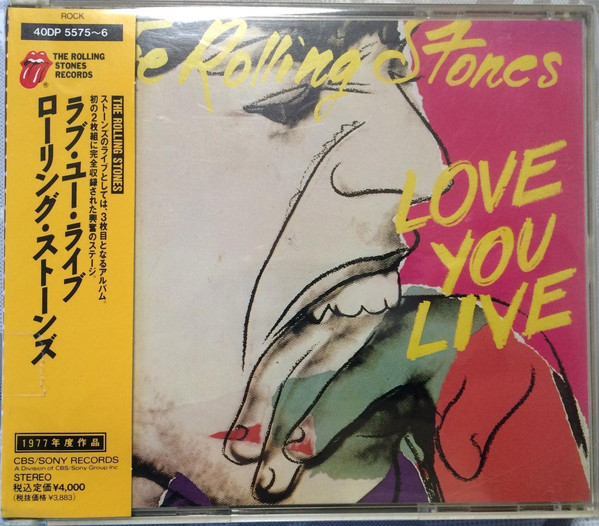 ROCK
40DP 5575〜6
THE ROLLING
STONES
RECORDS
®
THE ROLLING STONES
ストーンズのライブとしては、3枚目となるアルバム。
初の2枚組に完全収録された興奮のステージ。
ラブ・ユー・ライブ
ローリング・ストーンズ
1977年度作品
CBS/SONY RECORDS
A Division of CBS/Sony Group Inc
STEREO
税込定価¥4,000
(税抜価格 ¥3,883)
The Rolling Stones
LOVE
YOU
LIVE